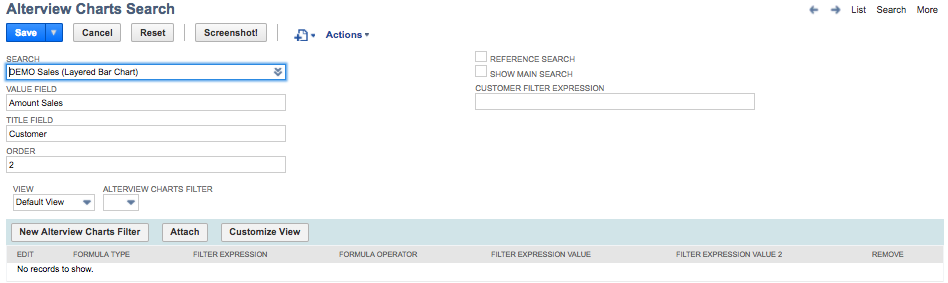 Alterview Charts Search
List Search More
Save Cancel Reset Screenshot! Actions
SEARCH
DEMO Sales (Layered Bar Chart)
VALUE FIELD
Amount Sales
TITLE FIELD
Customer
ORDER
2
REFERENCE SEARCH
SHOW MAIN SEARCH
CUSTOMER FILTER EXPRESSION
VIEW ALTERVIEW CHARTS FILTER
Default View
New Alterview Charts Filter Attach Customize View
EDIT FORMULA TYPE FILTER EXPRESSION FORMULA OPERATOR FILTER EXPRESSION VALUE FILTER EXPRESSION VALUE 2 REMOVE
No records to show.